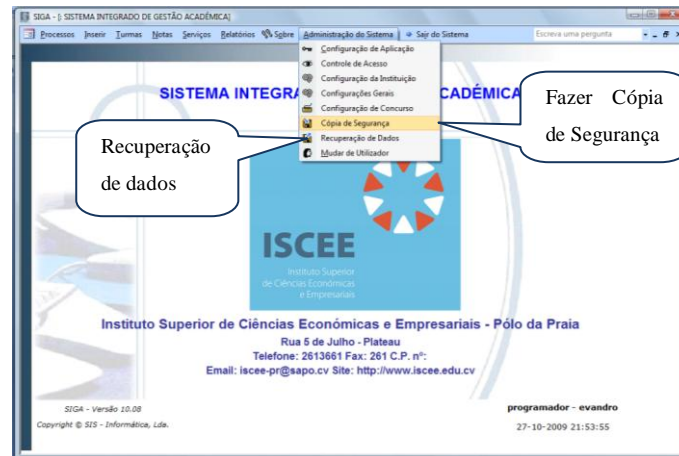 SIGA - [: SISTEMA INTEGRADO DE GESTÃO ACADÉMICA]
Processos Inserir Turmas Notas Serviços Relatórios Sobre Administração do Sistema Sair do Sistema Escreva uma pergunta
Configuração de Aplicação
Controle de Acesso
Configuração da Instituição
Configurações Gerais
Configuração de Concurso
Cópia de Segurança
Recuperação de Dados
Mudar de Utilizador
SISTEMA INTEGRA CADÉMICA
Fazer Cópia
de Segurança
Recuperação
de dados
ISCEE
Instituto Superior
de Ciências Económicas
e Empresariais
Instituto Superior de Ciências Económicas e Empresariais - Pólo da Praia
Rua 5 de Julho - Plateau
Telefone: 2613661 Fax: 261 C.P. nº:
Email: iscee-pr@sapo.cv Site: http://www.iscee.edu.cv
SIGA - Versão 10.08
programador - evandro
Copyright © SIS - Informática, Lda.
27-10-2009 21:53:55